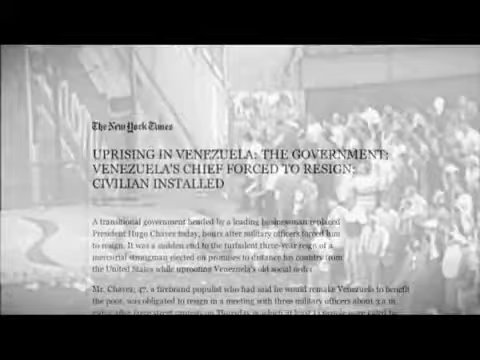 The New York Times
UPRISING IN VENEZUELA: THE GOVERNMENT;
VENEZUELA'S CHIEF FORCED TO RESIGN;
CIVILIAN INSTALLED
A transitional government headed by a leading businessman replaced
President Hugo Chávez today, hours after military officers forced him
to resign. It was a sudden end to the turbulent three-year reign of a
mercurial strongman elected on promises to distance his country from
the United States while uprooting Venezuela's old social order.
Mr. Chávez, 47, a firebrand populist who had said he would remake Venezuela to benefit
the poor, was obligated to resign in a meeting with three military officers about 3 a.m.